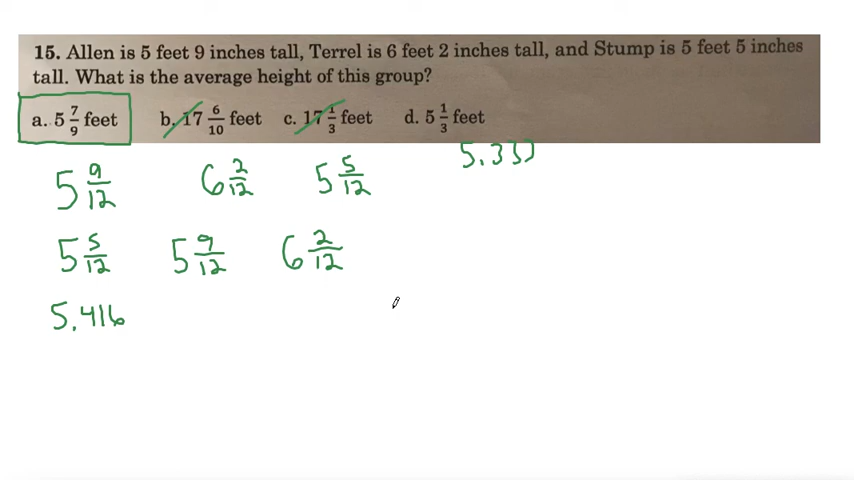 15. Allen is 5 feet 9 inches tall, Terrel is 6 feet 2 inches tall, and Stump is 5 feet 5 inches
tall. What is the average height of this group?
a. 5 7/9 feet b. 17 6/10 feet c. 17 1/3 feet d. 5 1/3 feet
5.333
5 9/12 6 2/12 5 5/12
5 5/12 5 9/12 6 2/12
5.416